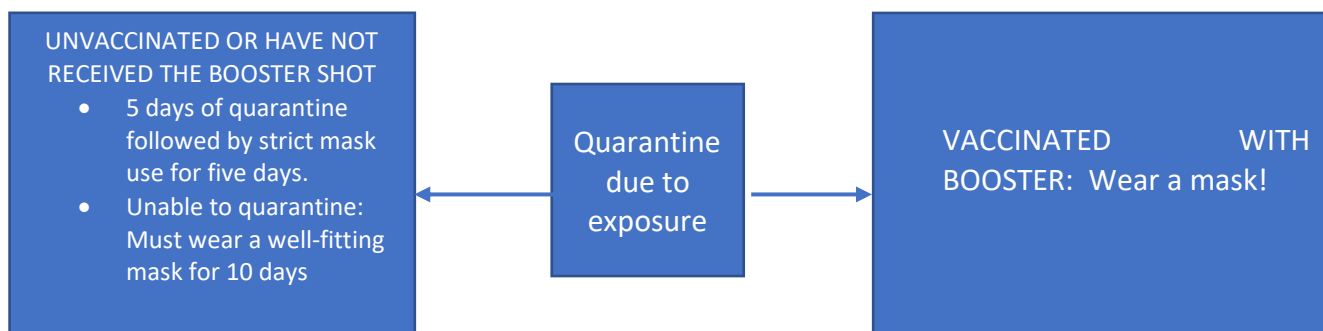 UNVACCINATED OR HAVE NOT
RECEIVED THE BOOSTER SHOT
• 5 days of quarantine
followed by strict mask
use for five days.
• Unable to quarantine:
Must wear a well-fitting
mask for 10 days
Quarantine
due to
exposure
VACCINATED WITH
BOOSTER: Wear a mask!